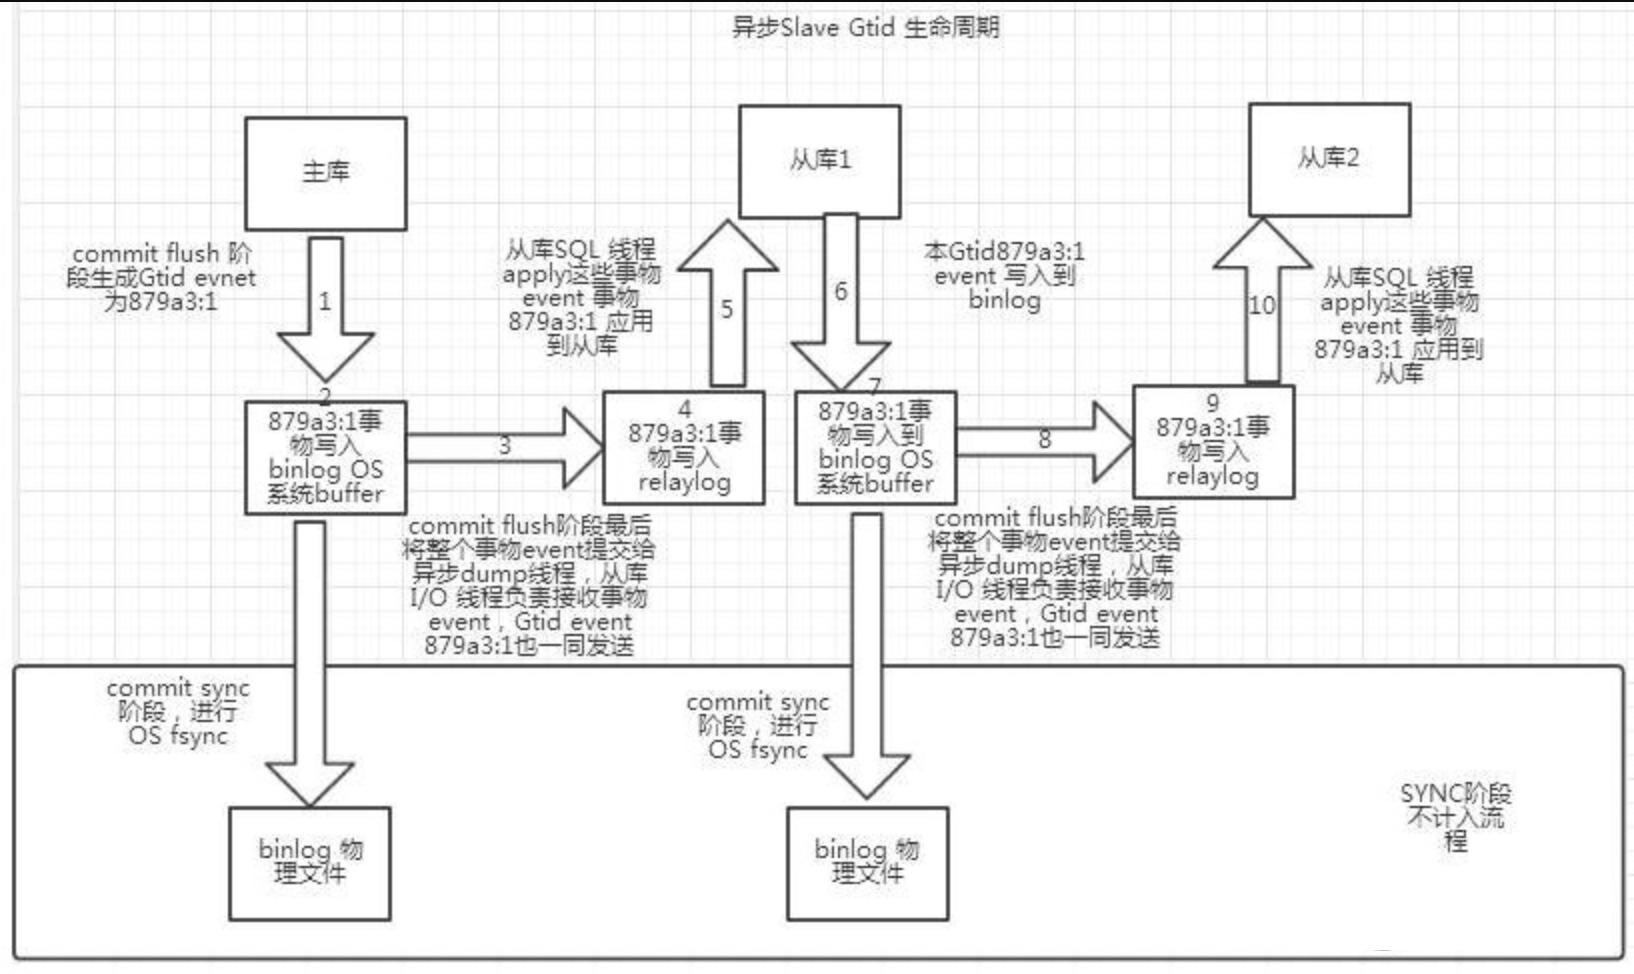 异步Slave Gtid 生命周期
主库
从库1
从库2
commit flush 阶
段生成Gtid evnet
为879a3:1
1
从库SQL 线程
apply这些事物
event 事物
879a3:1 应用
到从库
5
6
本Gtid879a3:1
event 写入到
binlog
10
从库SQL 线程
apply这些事物
event 事物
879a3:1 应用到
从库
2
879a3:1事
物写入
binlog OS
系统buffer
3
4
879a3:1事
物写入
relaylog
7
879a3:1事
物写入到
binlog OS
系统buffer
8
9
879a3:1事
物写入
relaylog
commit flush阶段最后
将整个事物event提交给
异步dump线程，从库
I/O 线程负责接收事物
event，Gtid event
879a3:1也一同发送
commit flush阶段最后
将整个事物event提交给
异步dump线程，从库
I/O 线程负责接收事物
event，Gtid event
879a3:1也一同发送
commit sync
阶段，进行
OS fsync
commit sync
阶段，进行
OS fsync
binlog 物
理文件
binlog 物
理文件
SYNC阶段
不计入流
程